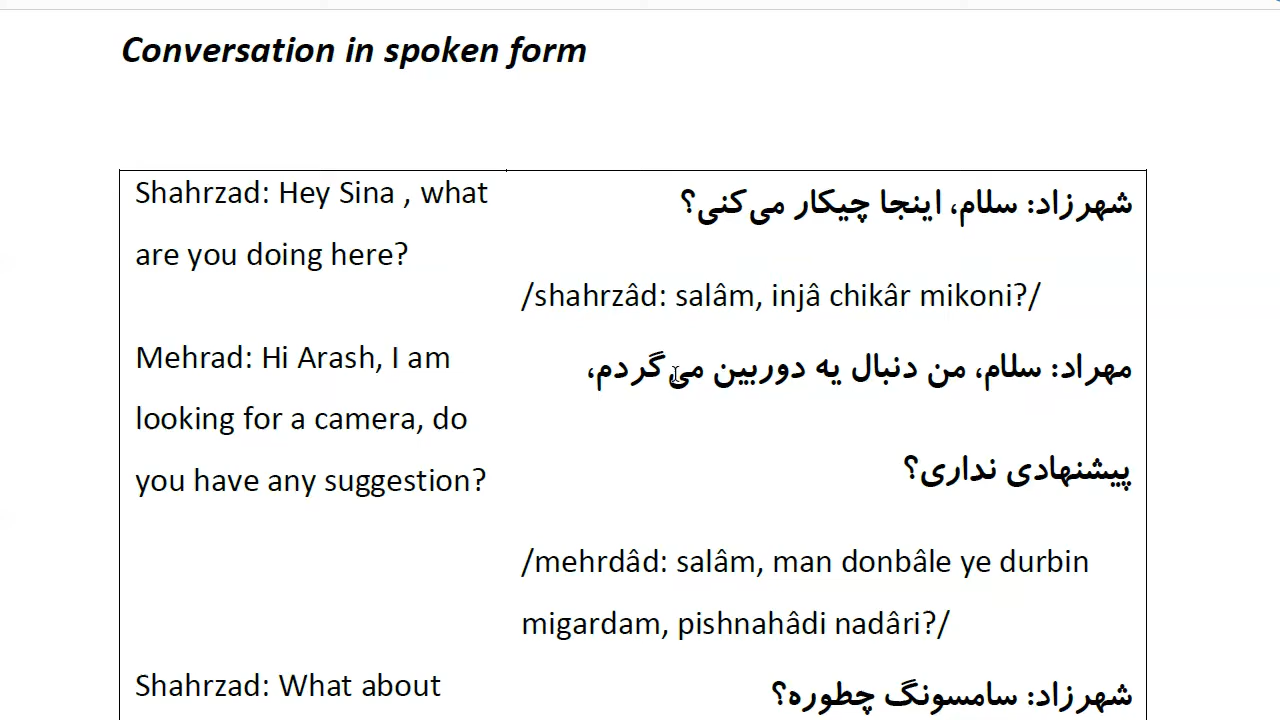 Conversation in spoken form
Shahrzad: Hey Sina , what
are you doing here?
شهرزاد: سلام، اینجا چیکار می‌کنی؟
/shahrzâd: salâm, injâ chikâr mikoni?/
Mehrad: Hi Arash, I am
looking for a camera, do
you have any suggestion?
مهراد: سلام، من دنبال یه دوربین می‌گردم،
پیشنهادی نداری؟
/mehrdâd: salâm, man donbâle ye durbin
migardam, pishnahâdi nadâri?/
Shahrzad: What about
شهرزاد: سامسونگ چطوره؟